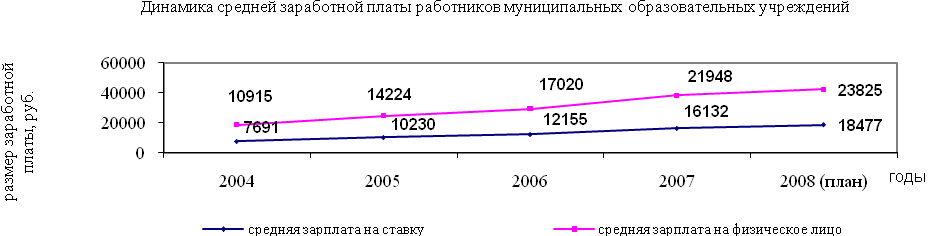 Динамика средней заработной платы работников муниципальных образовательных учреждений
размер заработной
платы, руб.
60000
40000
20000
0
10915
14224
17020
21948
23825
7691
10230
12155
16132
18477
2004
2005
2006
2007
2008 (план)
годы
средняя зарплата на ставку
средняя зарплата на физическое лицо